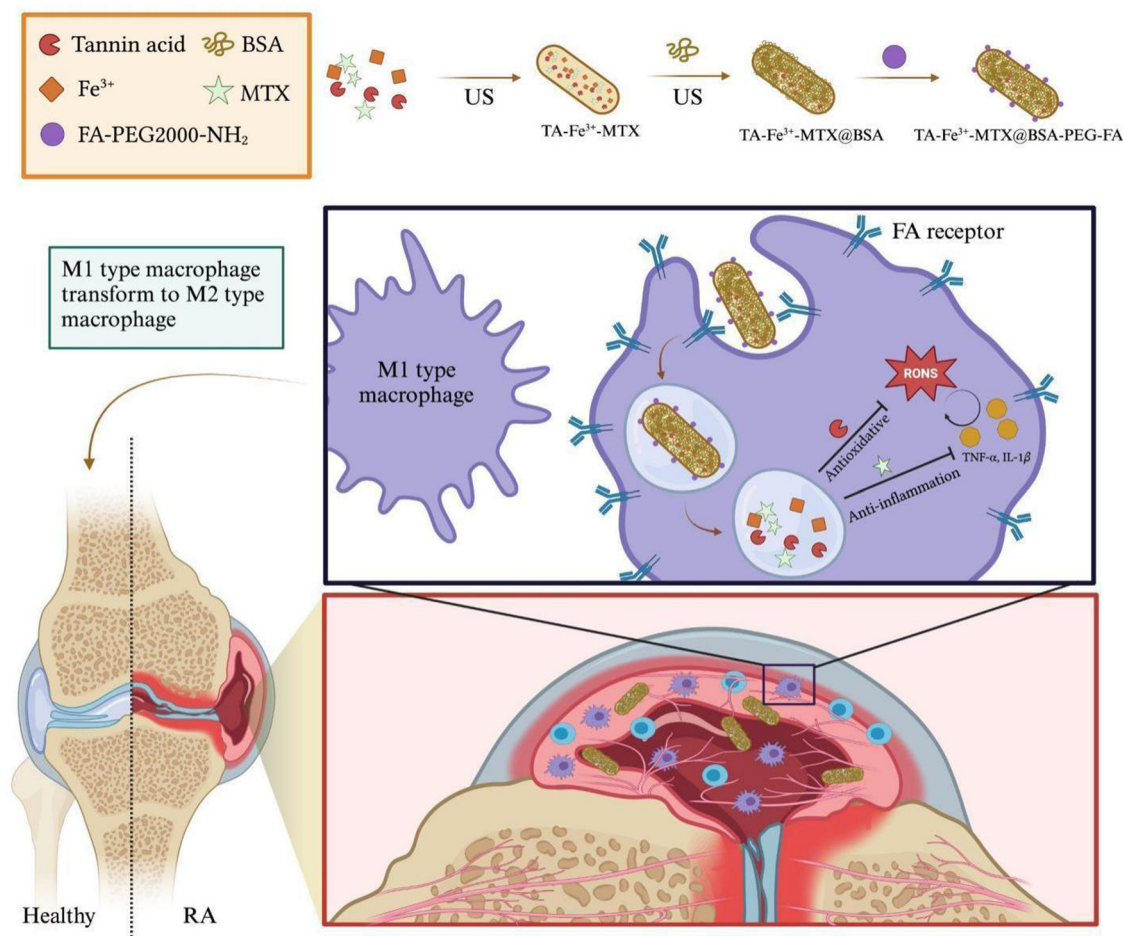 Tannin acid
BSA
Fe³⁺
MTX
FA-PEG2000-NH₂
US
US
TA-Fe³⁺-MTX
TA-Fe³⁺-MTX@BSA
TA-Fe³⁺-MTX@BSA-PEG-FA
M1 type macrophage
transform to M2 type
macrophage
FA receptor
M1 type
macrophage
RONS
Antioxidative
TNF-α, IL-1β
Anti-inflammation
Healthy
RA